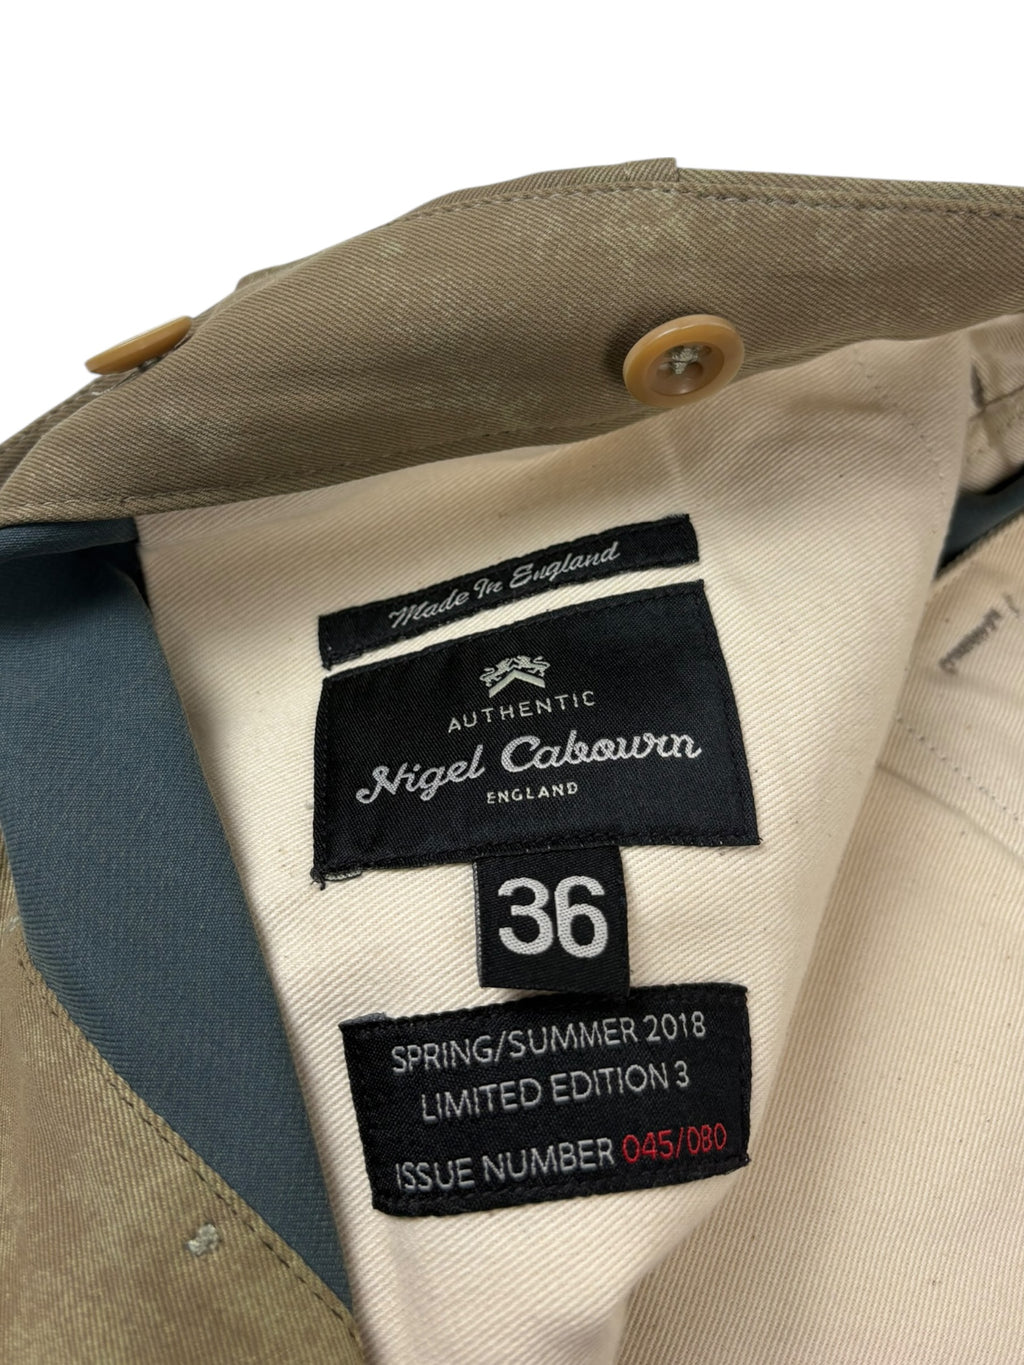 Made In England
AUTHENTIC
Nigel Cabourn
ENGLAND
36
SPRING/SUMMER 2018
LIMITED EDITION 3
ISSUE NUMBER 045/080